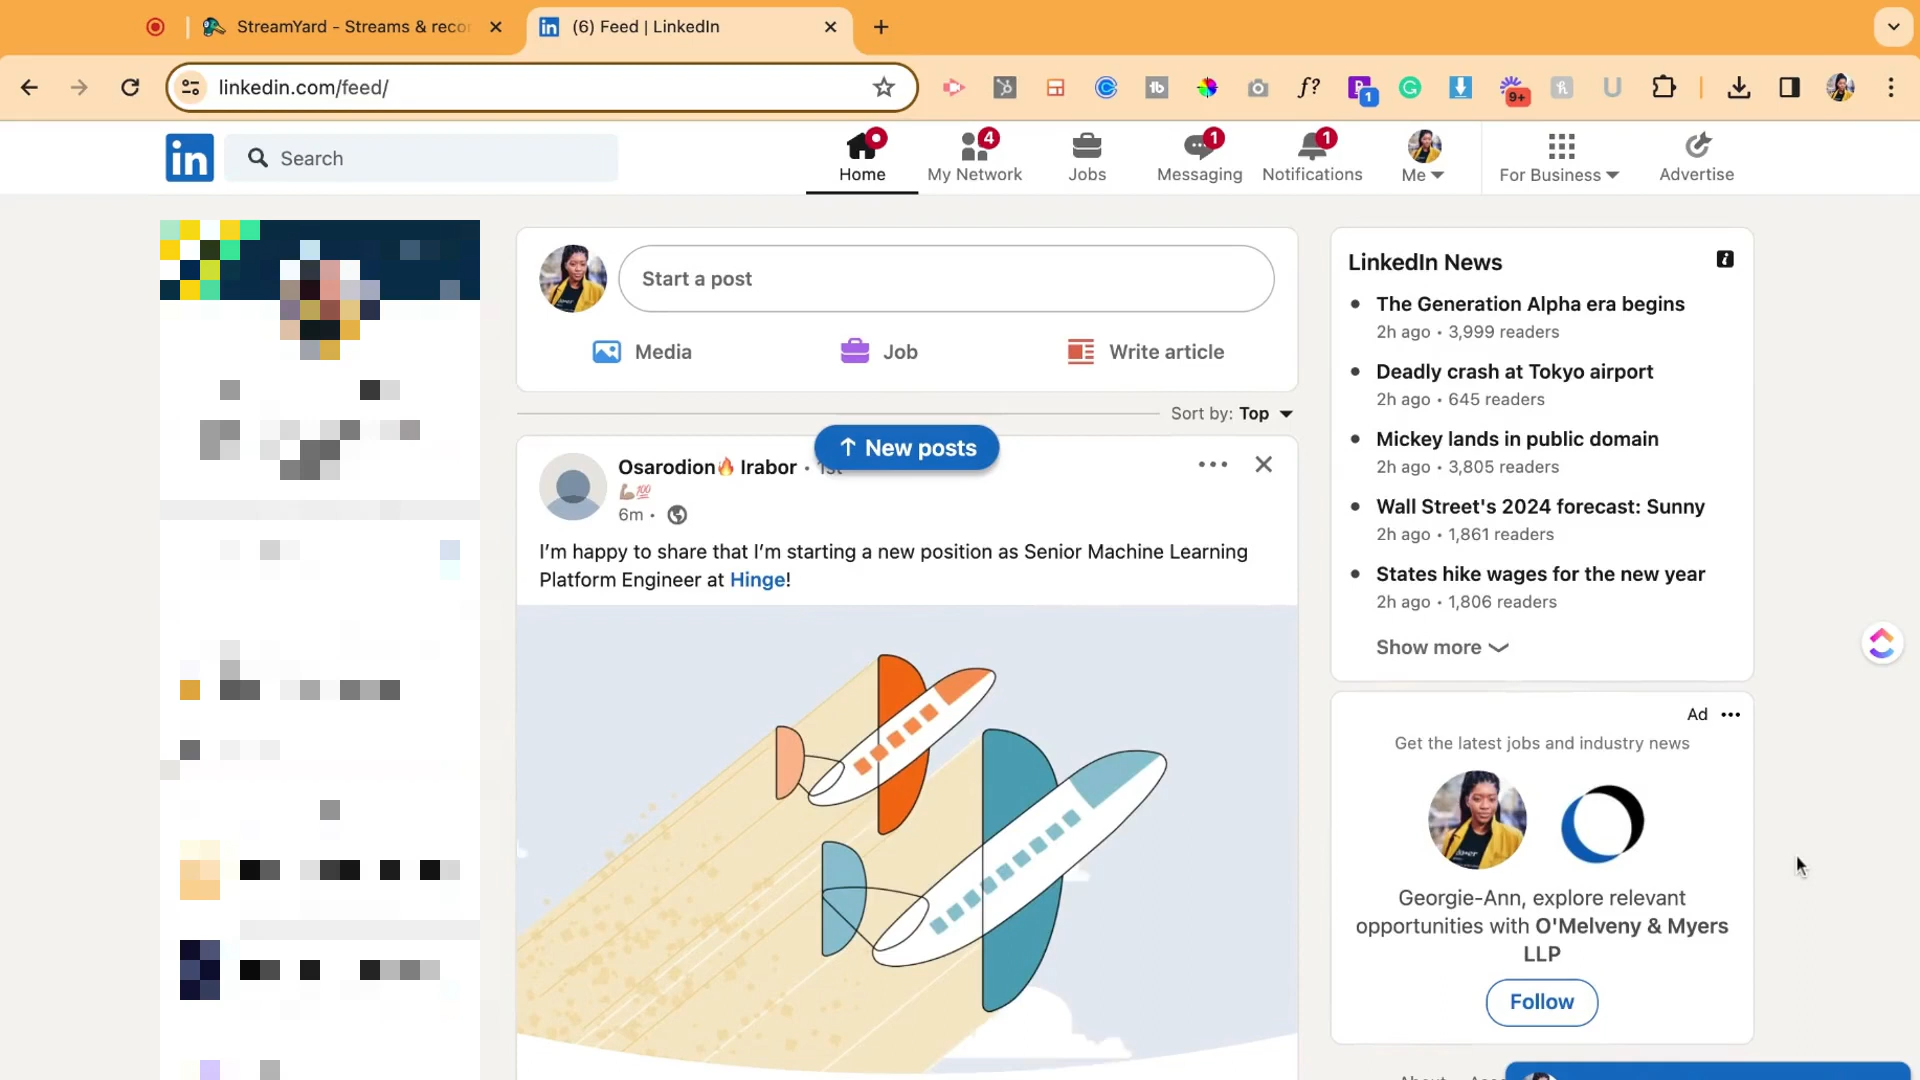 StreamYard - Streams & recor
(6) Feed | LinkedIn
linkedin.com/feed/
f?
1
9+
in
Search
Home
4
My Network
Jobs
1
Messaging
1
Notifications
Me
For Business
Advertise
Start a post
Media
Job
Write article
Sort by: Top
↑ New posts
Osarodion🔥 Irabor • 1st
💪🏽💯
6m •
I’m happy to share that I’m starting a new position as Senior Machine Learning
Platform Engineer at Hinge!
LinkedIn News
The Generation Alpha era begins
2h ago • 3,999 readers
Deadly crash at Tokyo airport
2h ago • 645 readers
Mickey lands in public domain
2h ago • 3,805 readers
Wall Street's 2024 forecast: Sunny
2h ago • 1,861 readers
States hike wages for the new year
2h ago • 1,806 readers
Show more
Ad
Get the latest jobs and industry news
Georgie-Ann, explore relevant
opportunities with O'Melveny & Myers
LLP
Follow